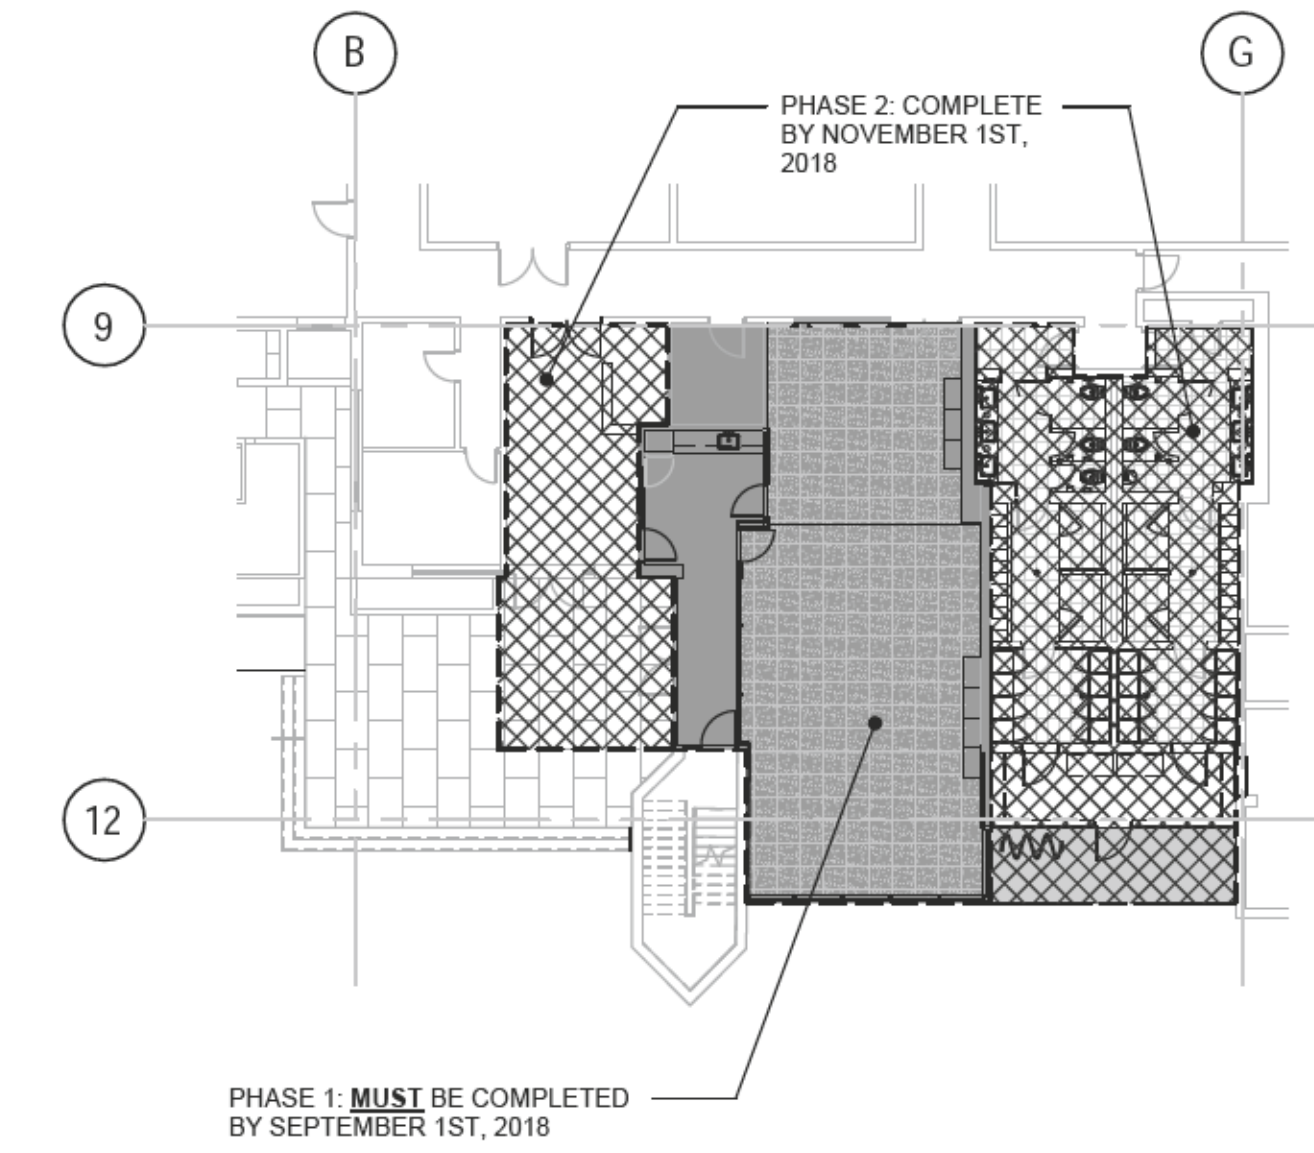 B
G
PHASE 2: COMPLETE
BY NOVEMBER 1ST,
2018
9
12
PHASE 1: MUST BE COMPLETED
BY SEPTEMBER 1ST, 2018